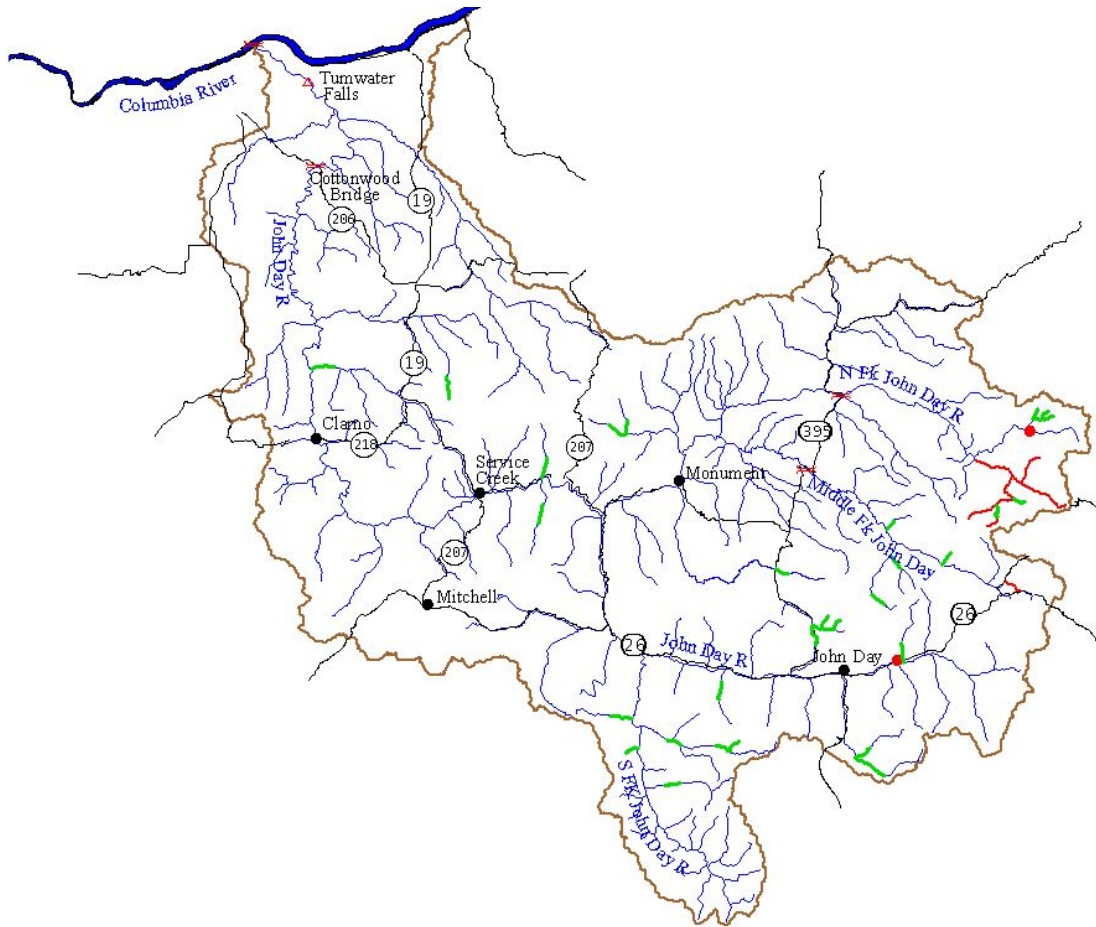 Tumwater
Falls
Columbia River
Cottonwood
Bridge
19
206
John Day R
19
N Fk John Day R
Clarno
218
395
207
Service
Creek
Monument
Middle Fk John Day
207
Mitchell
26
26
John Day R
John Day
S Fk John Day R